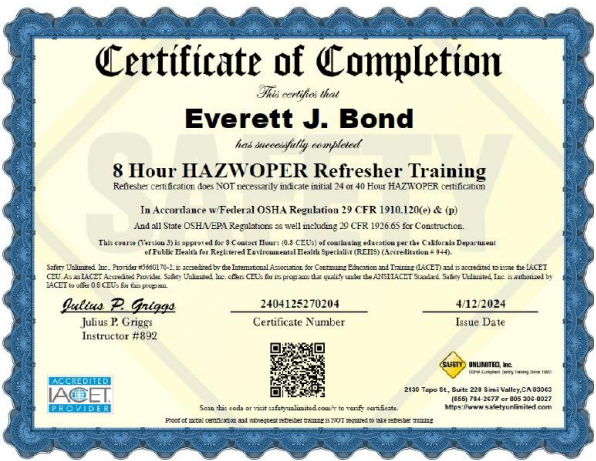 Certificate of Completion
This certifies that
Everett J. Bond
has successfully completed
8 Hour HAZWOPER Refresher Training
Refresher certification does NOT necessarily indicate initial 24 or 40 Hour HAZWOPER certification
In Accordance w/Federal OSHA Regulation 29 CFR 1910.120(e) & (p)
And all State OSHA/EPA Regulations as well including 29 CFR 1926.65 for Construction.
This course (Version 3) is approved for 8 Contact Hours (0.8 CEUs) of continuing education per the California Department
of Public Health for Registered Environmental Health Specialist (REHS) (Accreditation # 044).
Safety Unlimited, Inc., Provider #5660170-2, is accredited by the International Association for Continuing Education and Training (IACET) and is accredited to issue the IACET
CEU. As an IACET Accredited Provider, Safety Unlimited, Inc. offers CEUs for its programs that qualify under the ANSI/IACET Standard. Safety Unlimited, Inc. is authorized by
IACET to offer 0.8 CEUs for this program.
Julius P. Griggs 2404125270204 4/12/2024
Julius P. Griggs Certificate Number Issue Date
Instructor #892
SAFETY UNLIMITED, Inc.
OSHA Compliant Safety Training Since 1993
ACCREDITED
IACET
PROVIDER
2139 Tapo St., Suite 228 Simi Valley, CA 93063
(855) 784-2677 or 805 306-8027
https://www.safetyunlimited.com
Scan this code or visit safetyunlimited.com/v to verify certificate.
Proof of initial certification and subsequent refresher training is NOT required to take refresher training
SAFETY